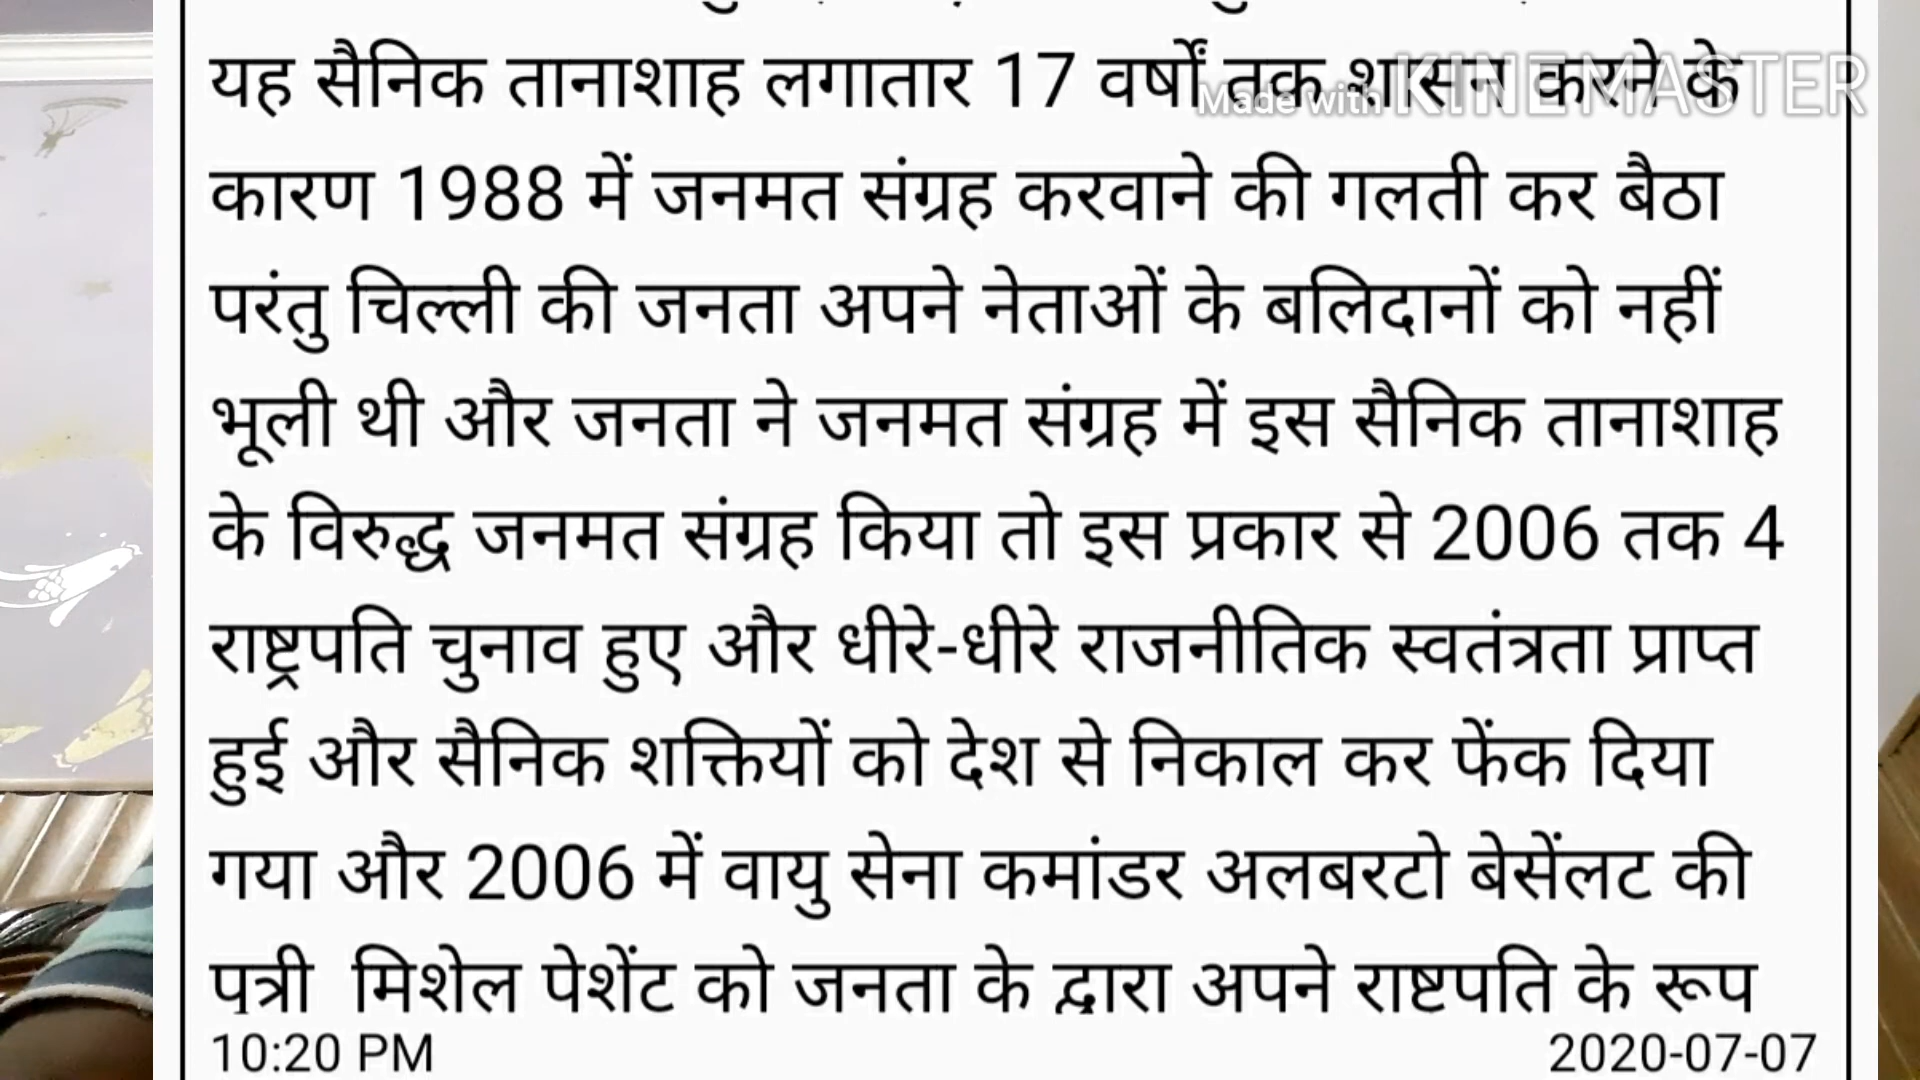 यह सैनिक तानाशाह लगातार 17 वर्षों तक शासन करने के
Made with KINEMASTER
कारण 1988 में जनमत संग्रह करवाने की गलती कर बैठा
परंतु चिल्ली की जनता अपने नेताओं के बलिदानों को नहीं
भूली थी और जनता ने जनमत संग्रह में इस सैनिक तानाशाह
के विरुद्ध जनमत संग्रह किया तो इस प्रकार से 2006 तक 4
राष्ट्रपति चुनाव हुए और धीरे-धीरे राजनीतिक स्वतंत्रता प्राप्त
हुई और सैनिक शक्तियों को देश से निकाल कर फेंक दिया
गया और 2006 में वायु सेना कमांडर अलबरटो बेसेंलट की
पुत्री मिशेल पेशेंट को जनता के द्वारा अपने राष्ट्रपति के रूप
10:20 PM
2020-07-07